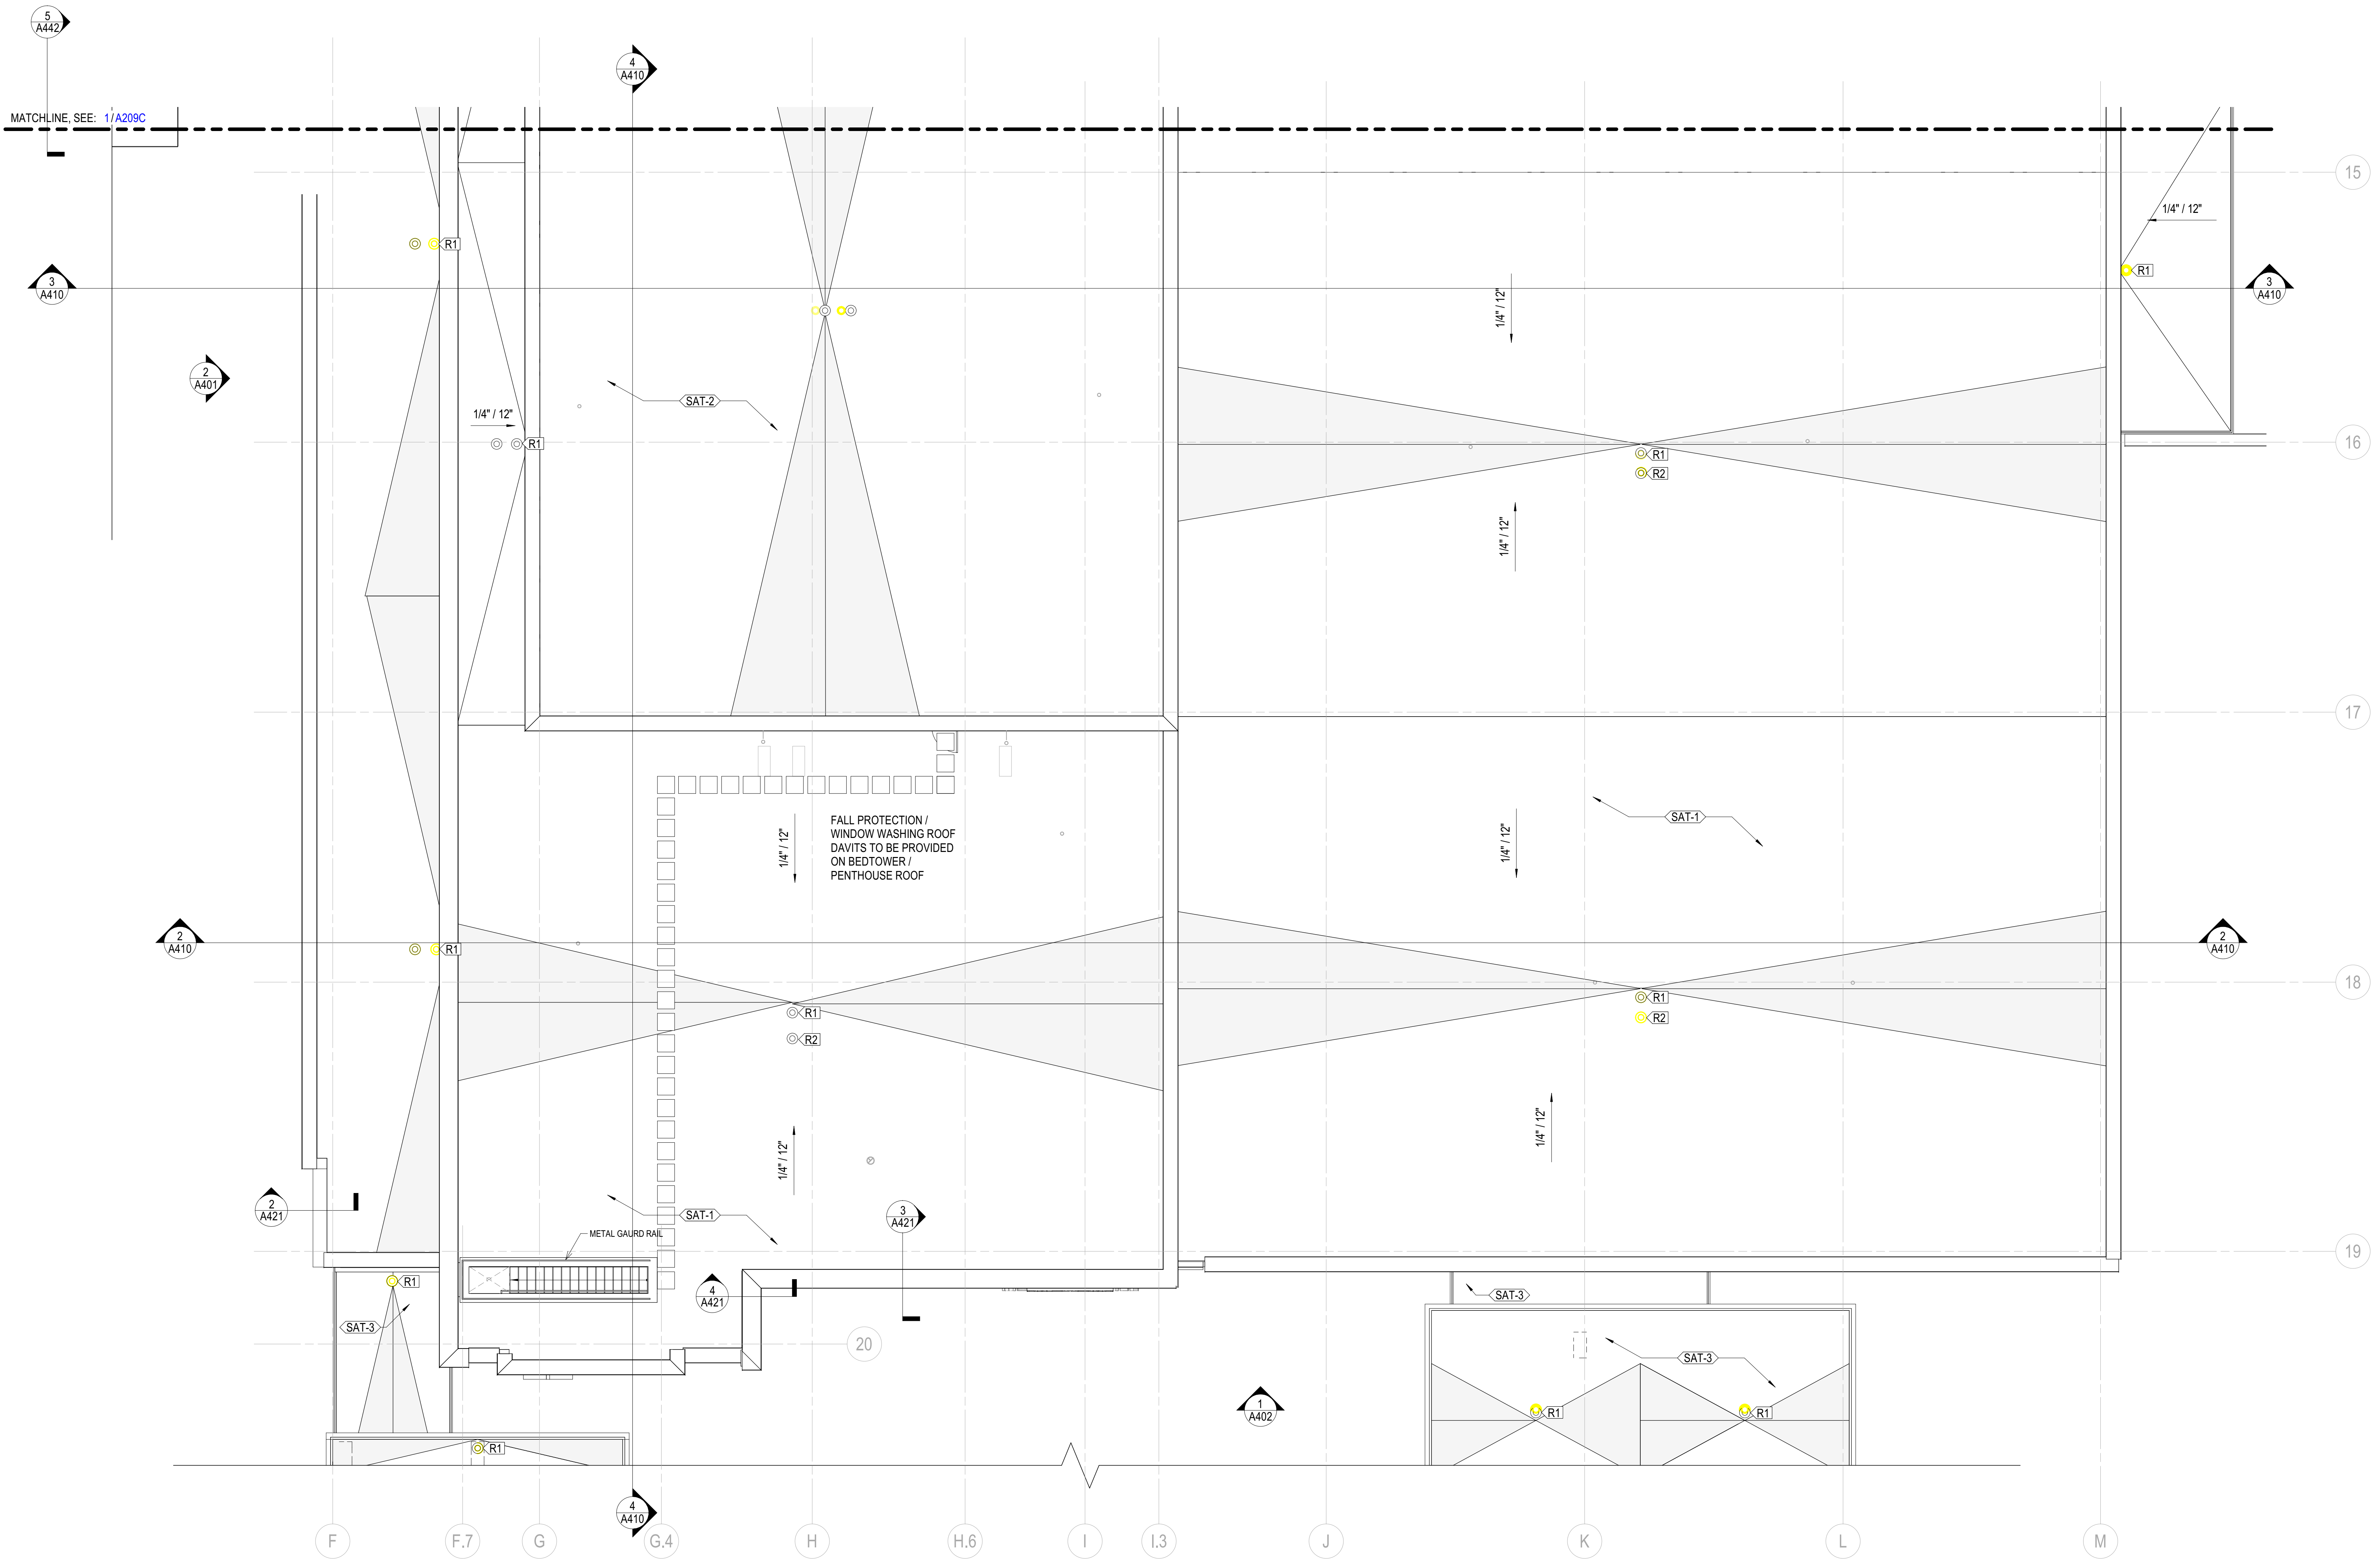 5
A442
4
A410
MATCHLINE, SEE: 1 / A209C
15
1/4" / 12"
R1
R1
3
A410
3
A410
1/4" / 12"
2
A401
SAT-2
1/4" / 12"
R1
16
R1
R2
1/4" / 12"
17
SAT-1
FALL PROTECTION /
WINDOW WASHING ROOF
DAVITS TO BE PROVIDED
ON BEDTOWER /
PENTHOUSE ROOF
1/4" / 12"
1/4" / 12"
2
A410
2
A410
R1
18
R1
R2
R1
R2
1/4" / 12"
1/4" / 12"
2
A421
SAT-1
3
A421
METAL GAURD RAIL
19
R1
4
A421
SAT-3
SAT-3
20
SAT-3
1
A402
R1
R1
R1
4
A410
F
F.7
G
G.4
H
H.6
I
I.3
J
K
L
M